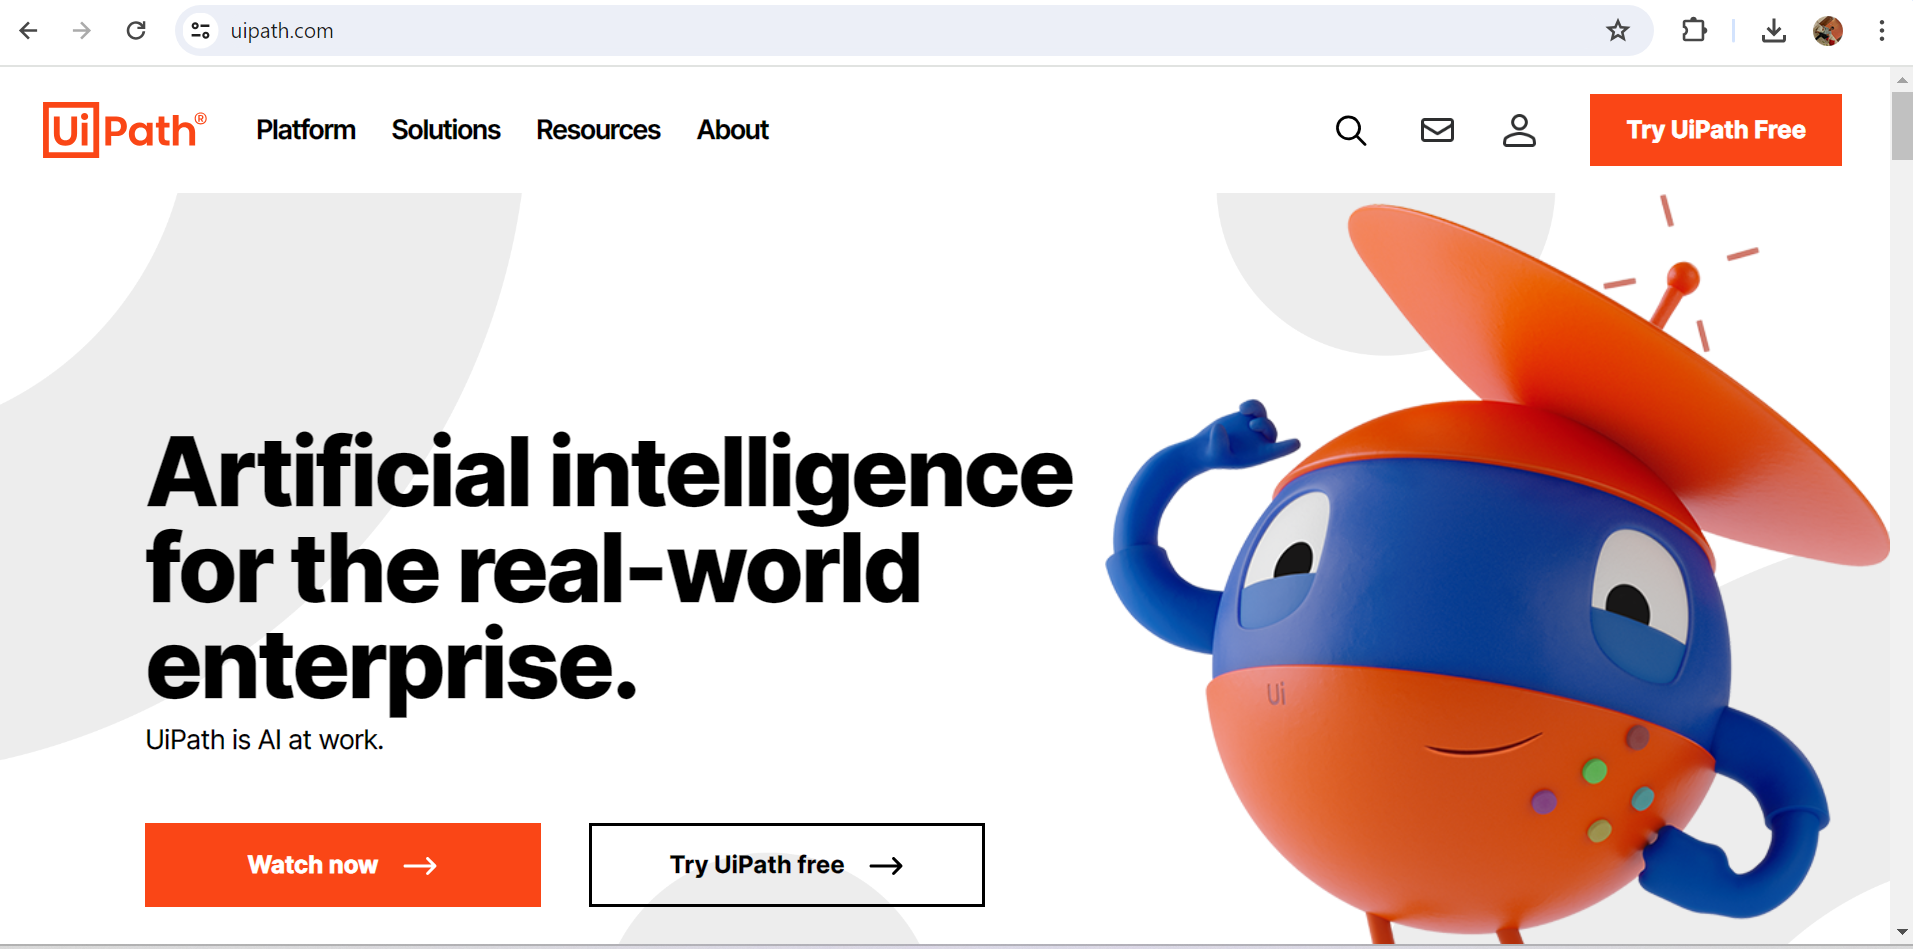 uipath.com
UiPath®
Platform
Solutions
Resources
About
Try UiPath Free
Artificial intelligence
for the real-world
enterprise.
UiPath is AI at work.
Watch now
Try UiPath free
Ui